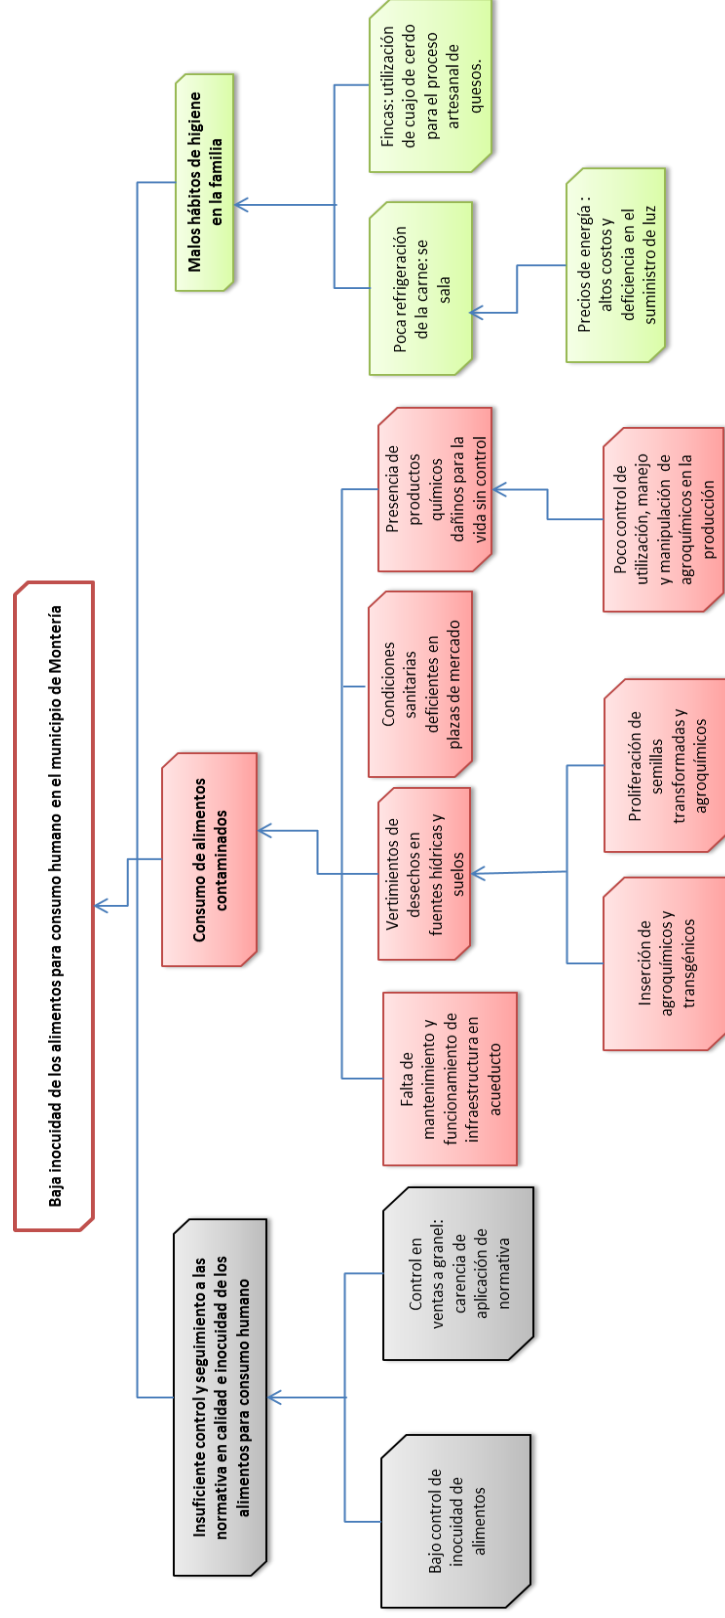 Baja inocuidad de los alimentos para consumo humano en el municipio de Montería
Insuficiente control y seguimiento a las
normativa en calidad e inocuidad de los
alimentos para consumo humano
Consumo de alimentos
contaminados
Malos hábitos de higiene
en la familia
Bajo control de
inocuidad de
alimentos
Control en
ventas a granel:
carencia de
aplicación de
normativa
Falta de
mantenimiento y
funcionamiento de
infraestructura en
acueducto
Vertimientos de
desechos en
fuentes hídricas y
suelos
Condiciones
sanitarias
deficientes en
plazas de mercado
Presencia de
productos
químicos
dañinos para la
vida sin control
Poca refrigeración
de la carne: se
sala
Fincas: utilización
de cuajo de cerdo
para el proceso
artesanal de
quesos.
Inserción de
agroquímicos y
transgénicos
Proliferación de
semillas
transformadas y
agroquímicos
Poco control de
utilización, manejo
y manipulación de
agroquímicos en la
producción
Precios de energía :
altos costos y
deficiencia en el
suministro de luz